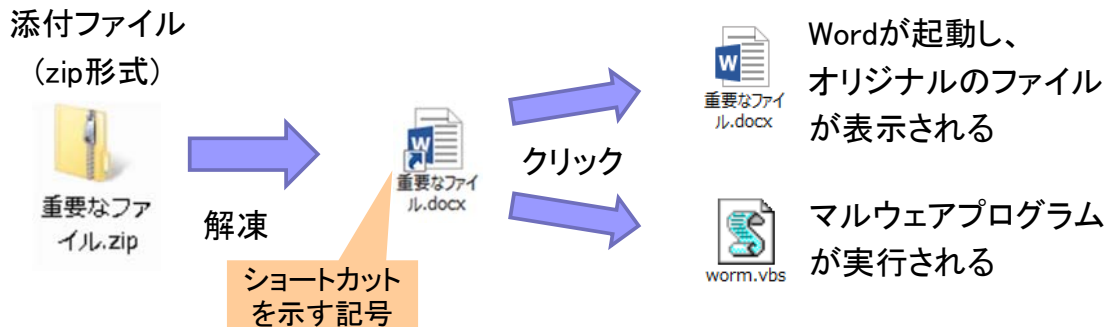 添付ファイル
（zip形式）
重要なファ
イル.zip
解凍
重要なファイ
ル.docx
ショートカット
を示す記号
クリック
重要なファイ
ル.docx
Wordが起動し、
オリジナルのファイル
が表示される
worm.vbs
マルウェアプログラム
が実行される